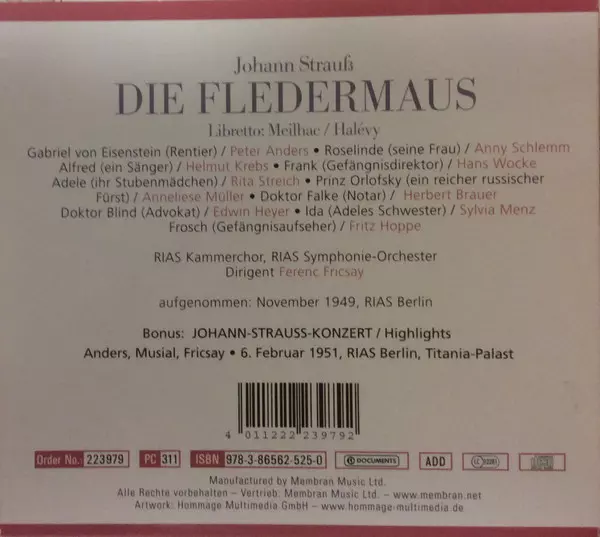 Johann Strauß
DIE FLEDERMAUS
Libretto: Meilhac / Halévy
Gabriel von Eisenstein (Rentier) / Peter Anders • Roselinde (seine Frau) / Anny Schlemm
Alfred (ein Sänger) / Helmut Krebs • Frank (Gefängnisdirektor) / Hans Wocke
Adele (ihr Stubenmädchen) / Rita Streich • Prinz Orlofsky (ein reicher russischer
Fürst) / Anneliese Müller • Doktor Falke (Notar) / Herbert Brauer
Doktor Blind (Advokat) / Edwin Heyer • Ida (Adeles Schwester) / Sylvia Menz
Frosch (Gefängnisaufseher) / Fritz Hoppe
RIAS Kammerchor, RIAS Symphonie-Orchester
Dirigent Ferenc Fricsay
aufgenommen: November 1949, RIAS Berlin
Bonus: JOHANN-STRAUSS-KONZERT / Highlights
Anders, Musial, Fricsay • 6. Februar 1951, RIAS Berlin, Titania-Palast
4 011222 239792
Order No.: 223979 PC 311 ISBN 978-3-86562-525-0 DOCUMENTS ADD
Manufactured by Membran Music Ltd.
Alle Rechte vorbehalten – Vertrieb: Membran Music Ltd. – www.membran.net
Artwork: Hommage Multimedia GmbH – www.hommage-multimedia.de